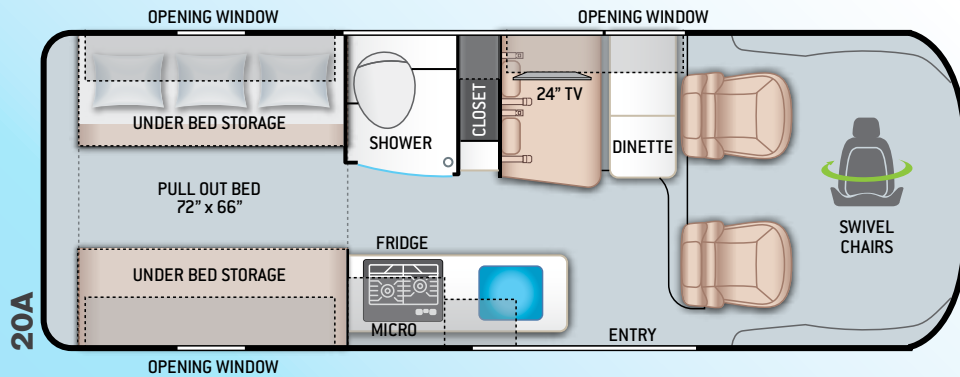 OPENING WINDOW
OPENING WINDOW
UNDER BED STORAGE
SHOWER
CLOSET
24" TV
DINETTE
PULL OUT BED
72" x 66"
SWIVEL
CHAIRS
FRIDGE
UNDER BED STORAGE
MICRO
ENTRY
20A
OPENING WINDOW